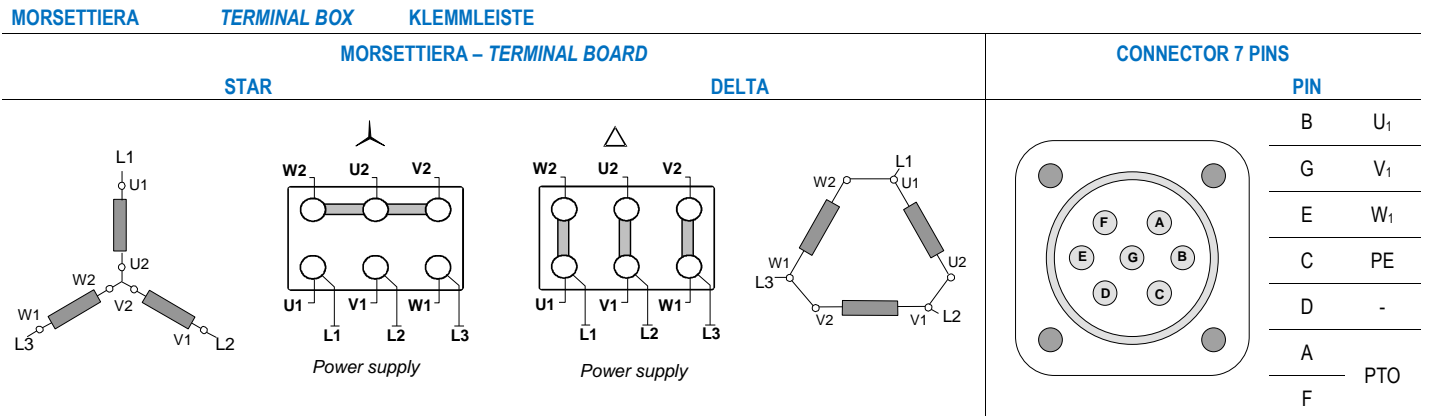 MORSETTIERA TERMINAL BOX KLEMMLEISTE
MORSETTIERA – TERMINAL BOARD
STAR DELTA
L1
U1
U2
W2
V2
W1
V1
L3
L2
W2 U2 V2
U1 V1 W1
L1 L2 L3
Power supply
W2 U2 V2
U1 V1 W1
L1 L2 L3
Power supply
L1
W2 U1
W1 U2
L3
V2 V1 L2
CONNECTOR 7 PINS
PIN
F A
E G B
D C
B U₁
G V₁
E W₁
C PE
D -
A
PTO
F